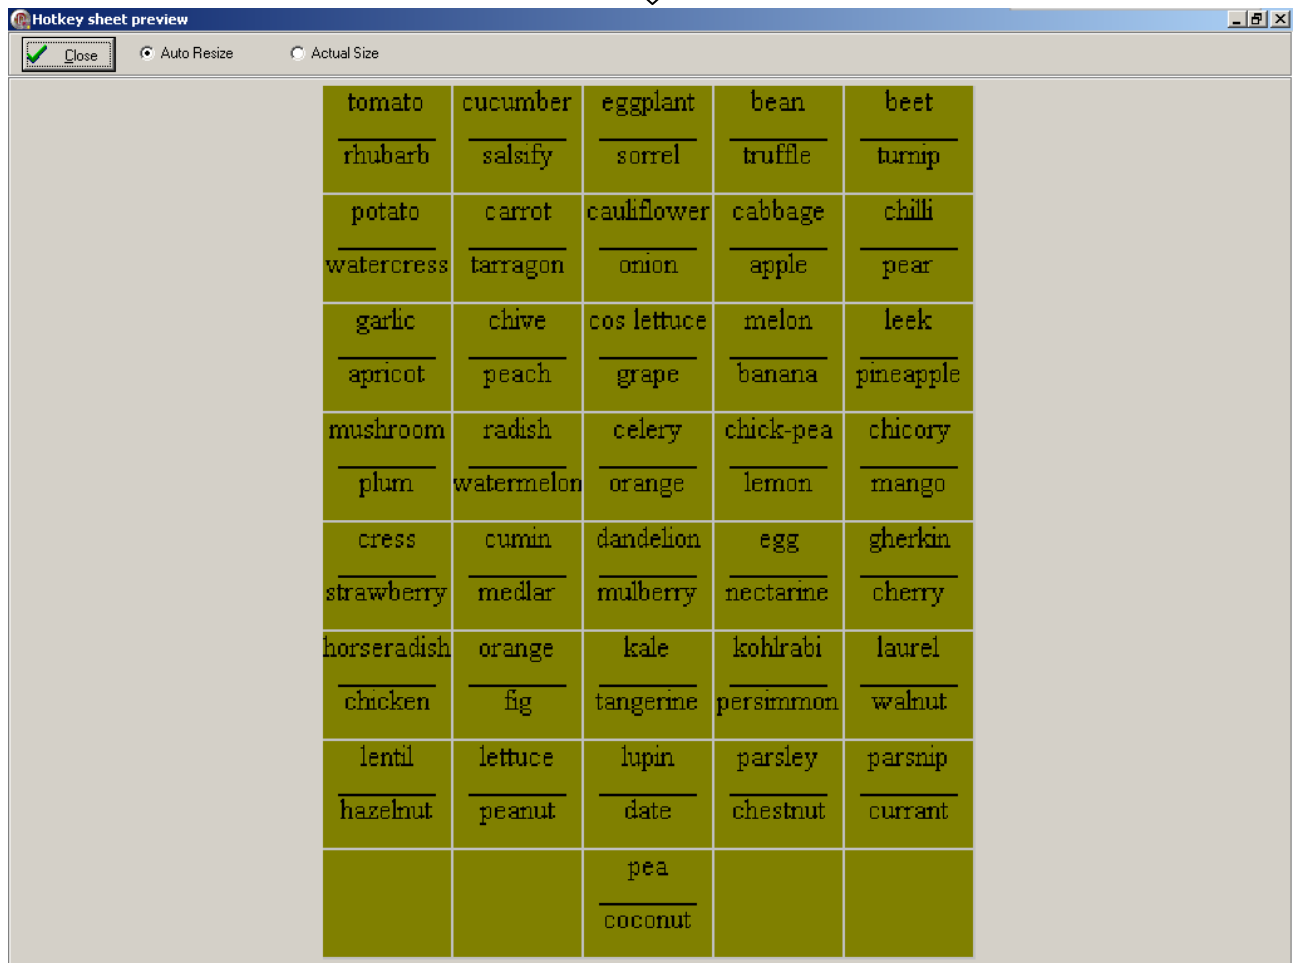 Hotkey sheet preview
Close Auto Resize Actual Size
tomato cucumber eggplant bean beet
rhubarb salsify sorrel truffle turnip
potato carrot cauliflower cabbage chilli
watercress tarragon onion apple pear
garlic chive cos lettuce melon leek
apricot peach grape banana pineapple
mushroom radish celery chick-pea chicory
plum watermelon orange lemon mango
cress cumin dandelion egg gherkin
strawberry medlar mulberry nectarine cherry
horseradish orange kale kohlrabi laurel
chicken fig tangerine persimmon walnut
lentil lettuce lupin parsley parsnip
hazelnut peanut date chestnut currant
pea
coconut